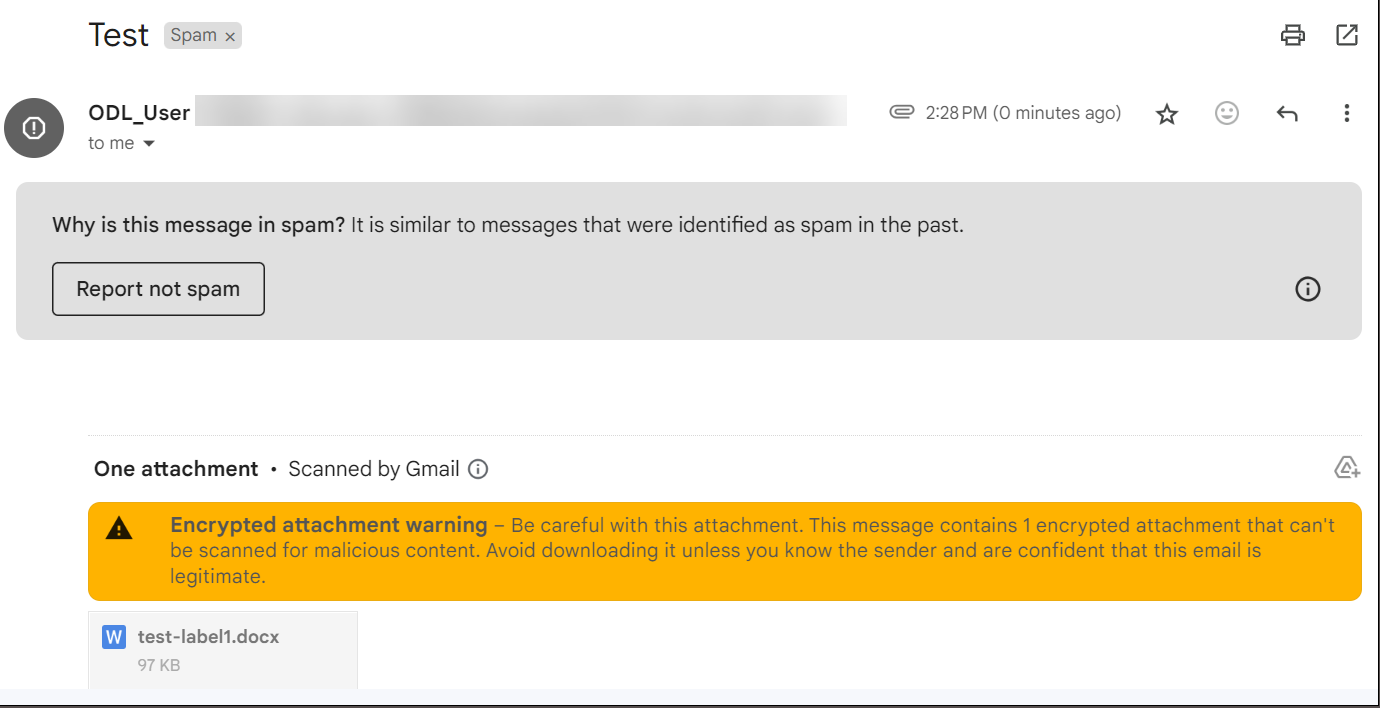 Test Spam ×
ODL_User 2:28 PM (0 minutes ago)
to me
Why is this message in spam? It is similar to messages that were identified as spam in the past.
Report not spam
One attachment • Scanned by Gmail
Encrypted attachment warning – Be careful with this attachment. This message contains 1 encrypted attachment that can't
be scanned for malicious content. Avoid downloading it unless you know the sender and are confident that this email is
legitimate.
W test-label1.docx
97 KB